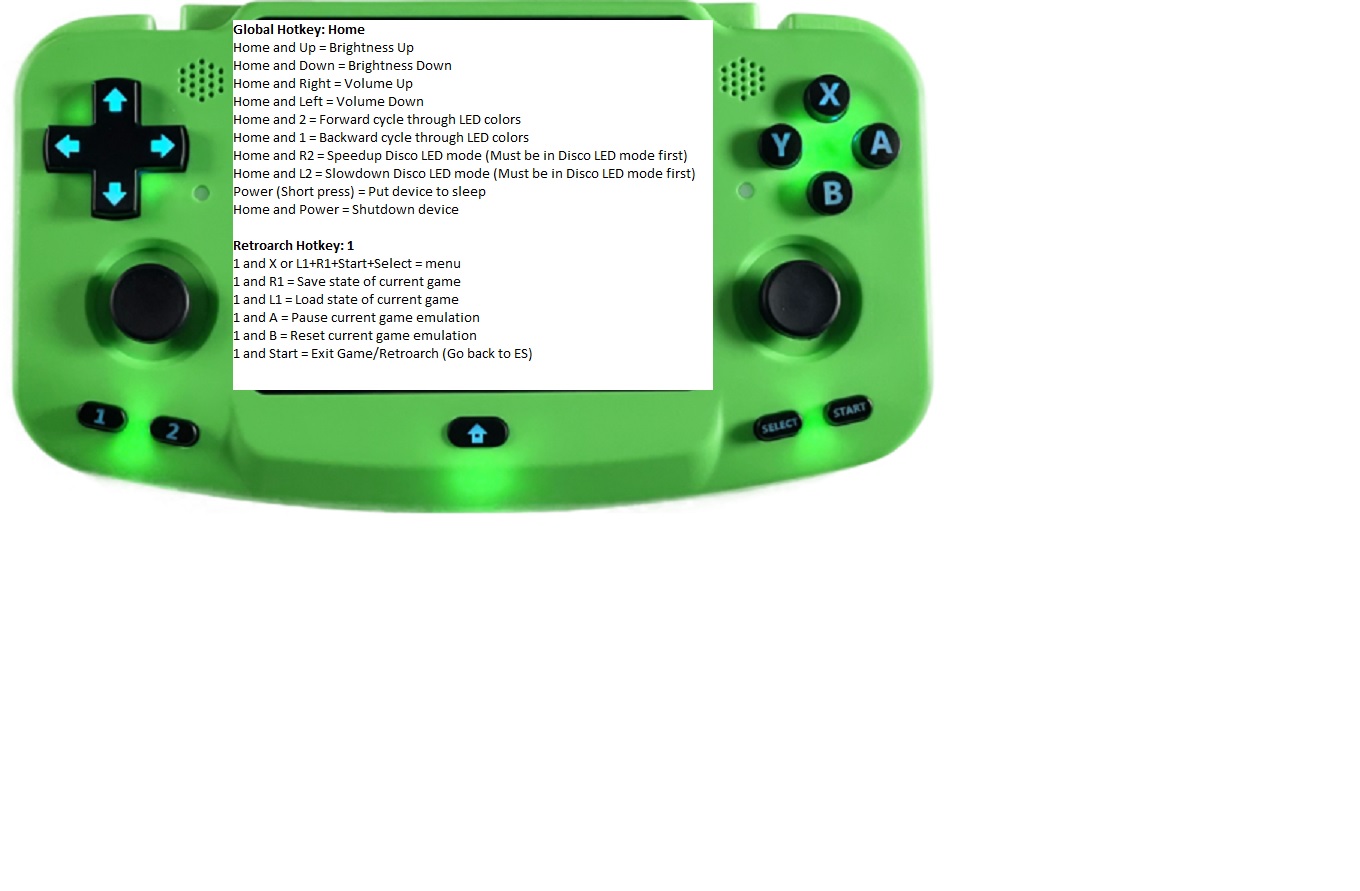 Global Hotkey: Home
Home and Up = Brightness Up
Home and Down = Brightness Down
Home and Right = Volume Up
Home and Left = Volume Down
Home and 2 = Forward cycle through LED colors
Home and 1 = Backward cycle through LED colors
Home and R2 = Speedup Disco LED mode (Must be in Disco LED mode first)
Home and L2 = Slowdown Disco LED mode (Must be in Disco LED mode first)
Power (Short press) = Put device to sleep
Home and Power = Shutdown device
Retroarch Hotkey: 1
1 and X or L1+R1+Start+Select = menu
1 and R1 = Save state of current game
1 and L1 = Load state of current game
1 and A = Pause current game emulation
1 and B = Reset current game emulation
1 and Start = Exit Game/Retroarch (Go back to ES)
X
Y
A
B
1
2
SELECT
START